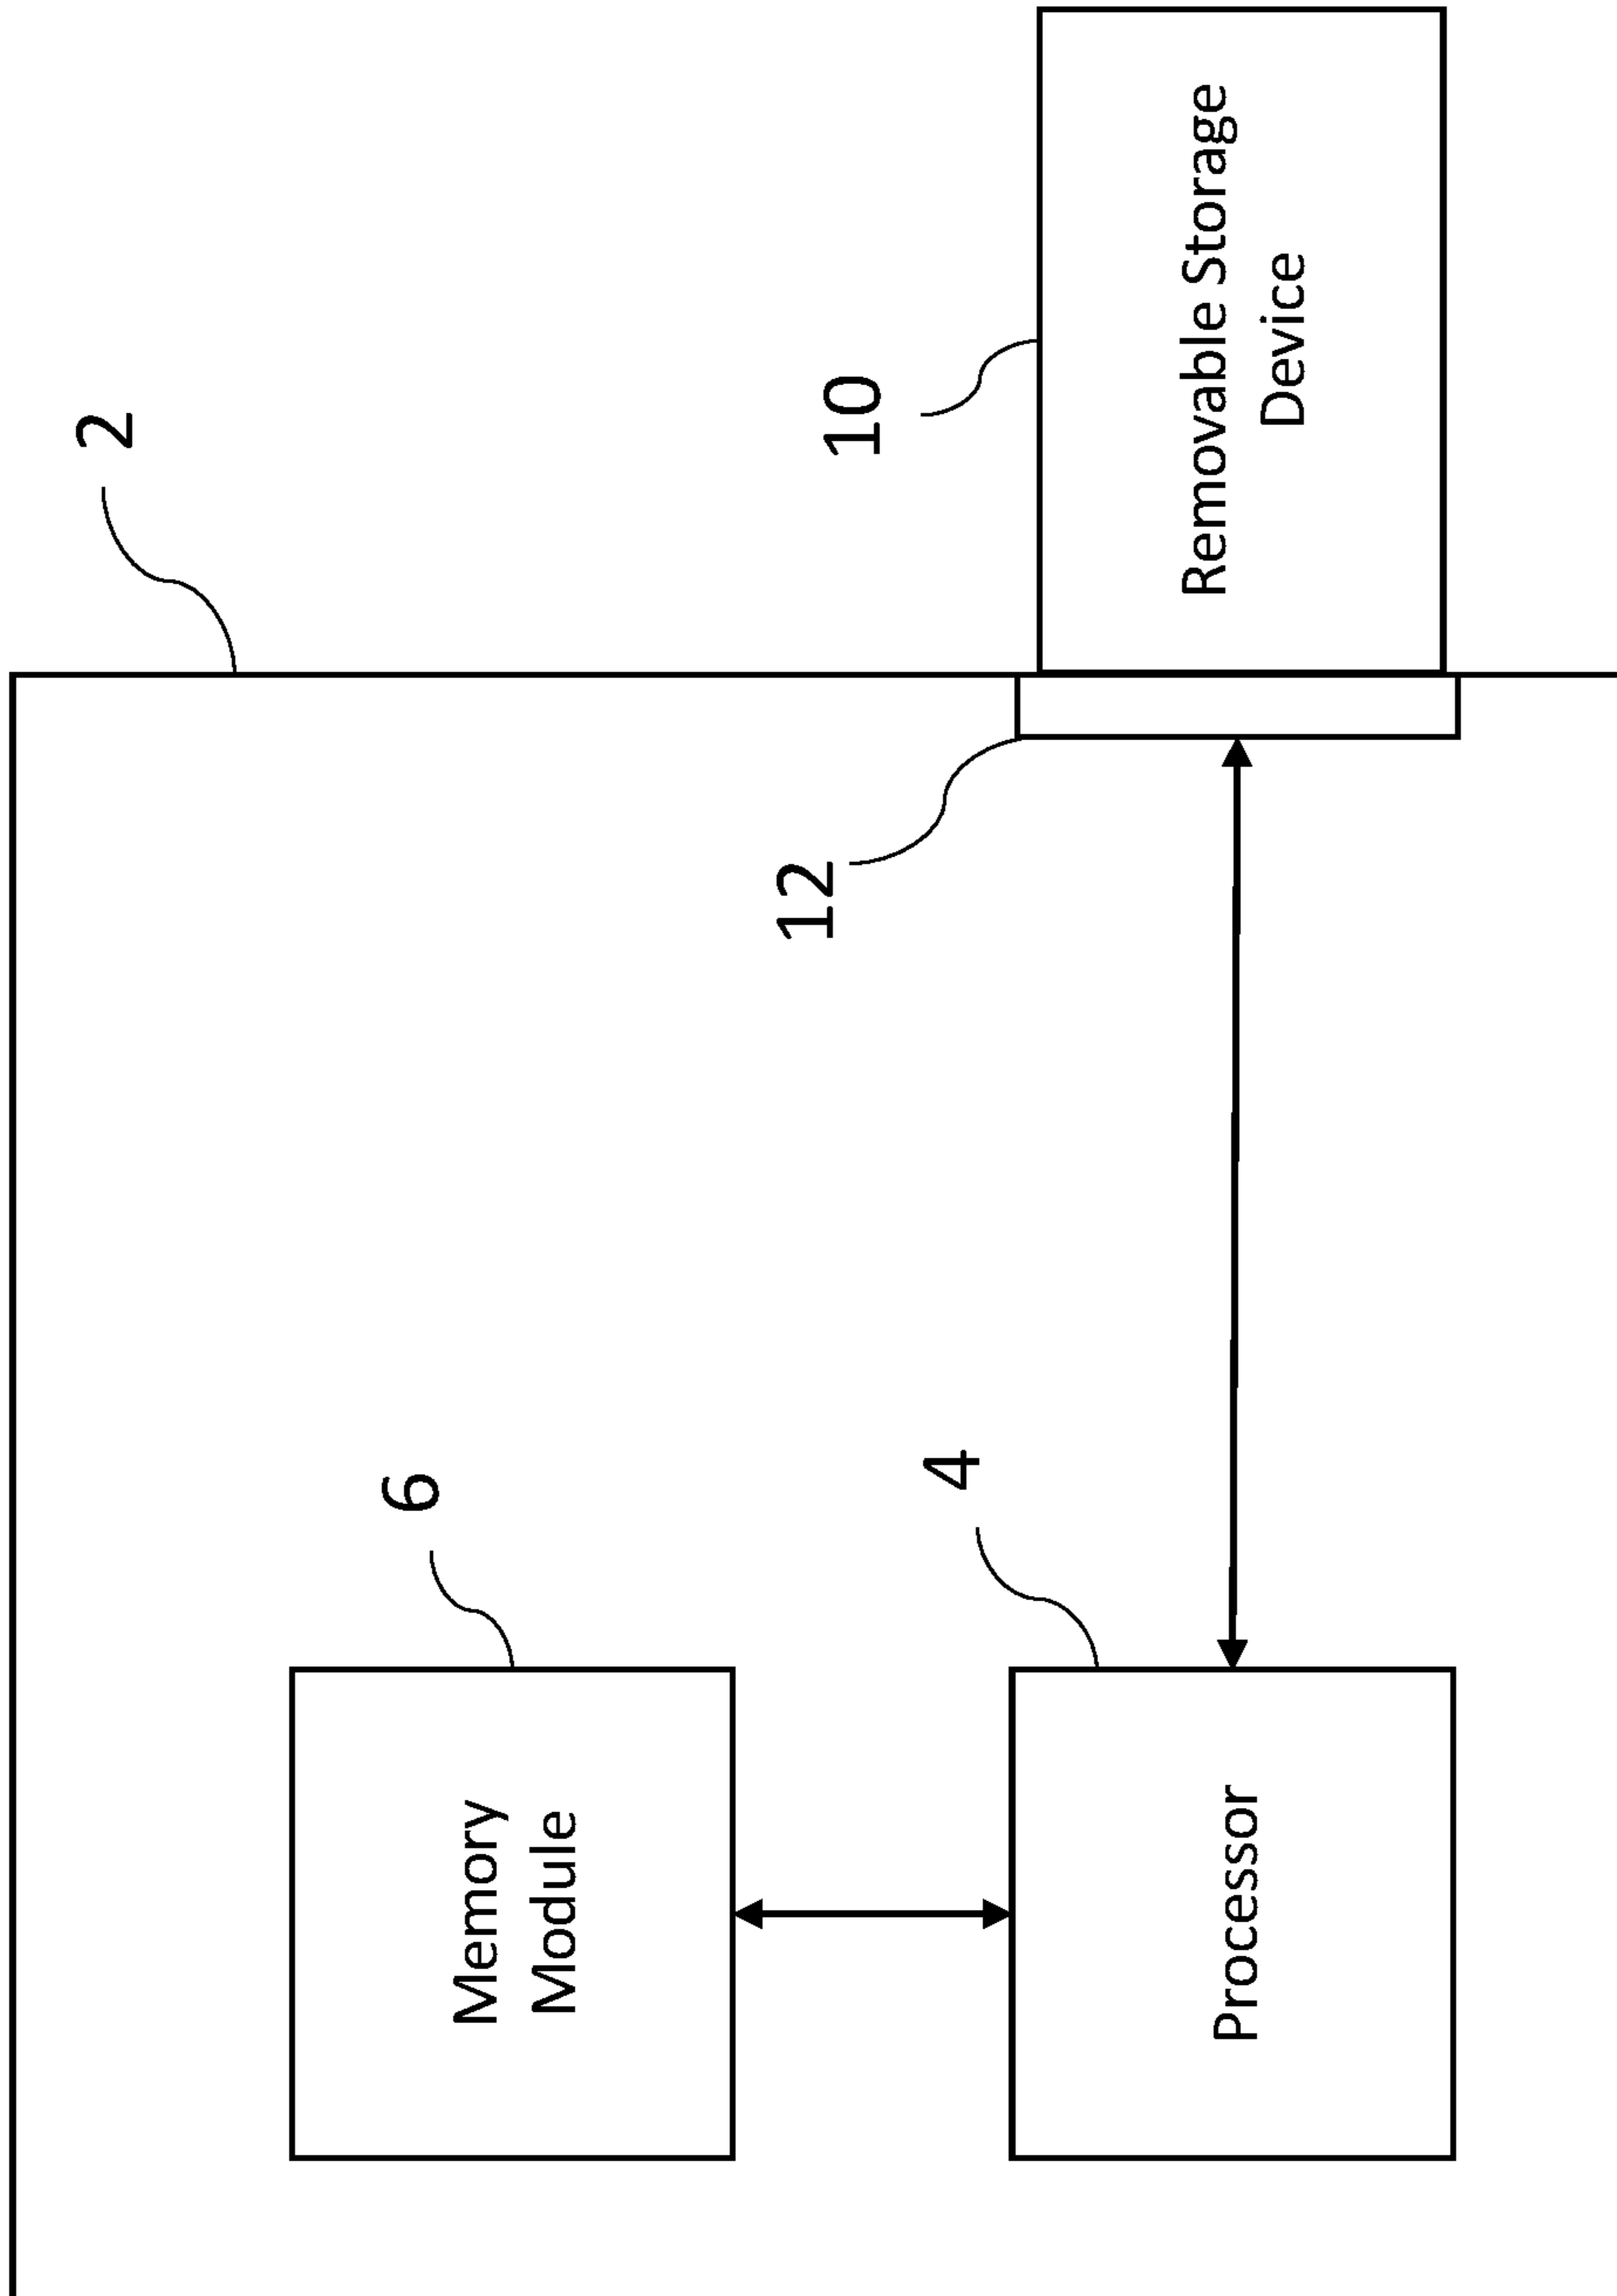 2
10
Removable Storage
Device
12
6
4
Memory
Module
Processor